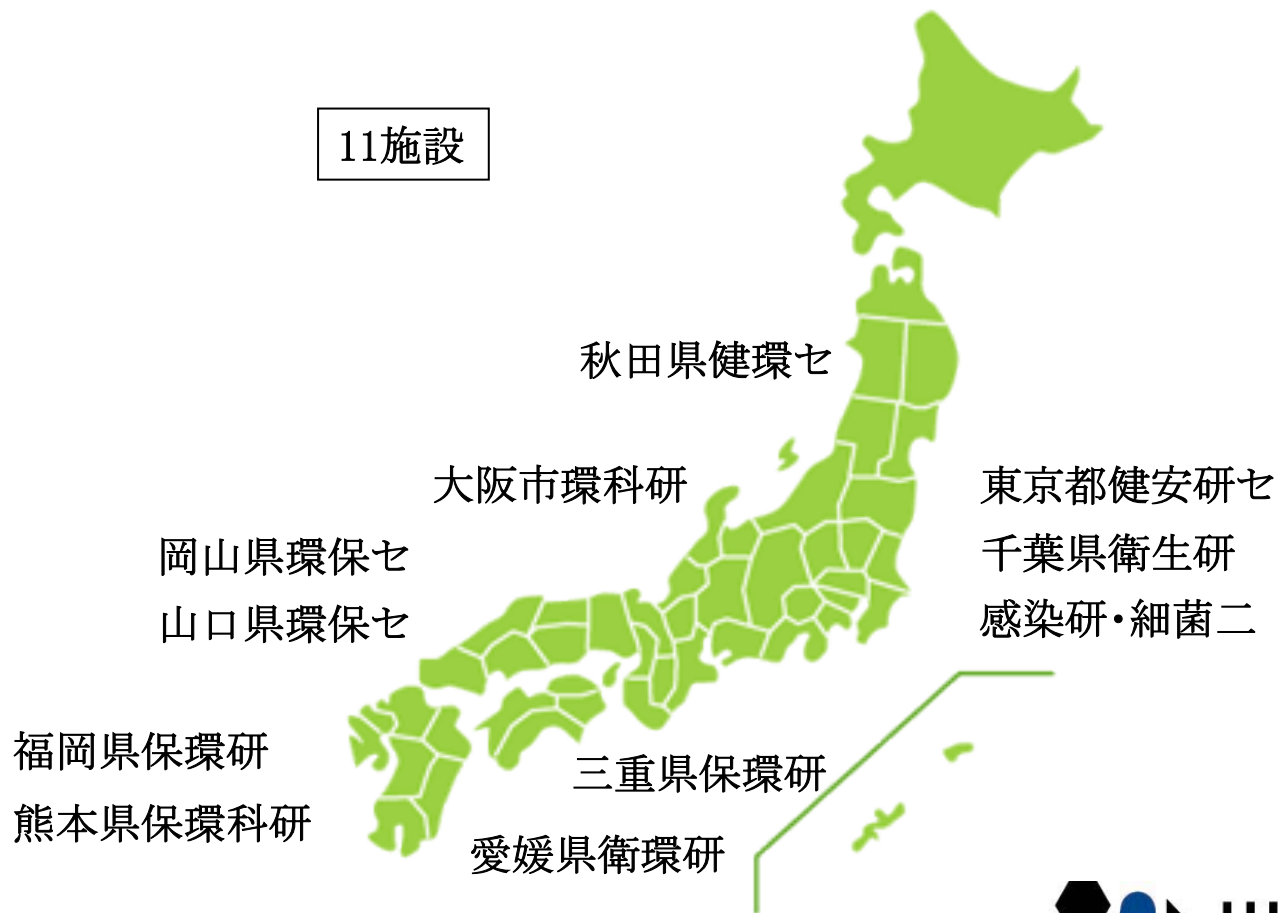 11施設
秋田県健環セ
大阪市環科研
東京都健安研セ
岡山県環保セ
千葉県衛生研
山口県環保セ
感染研・細菌二
福岡県保環研
三重県保環研
熊本県保環科研
愛媛県衛環研